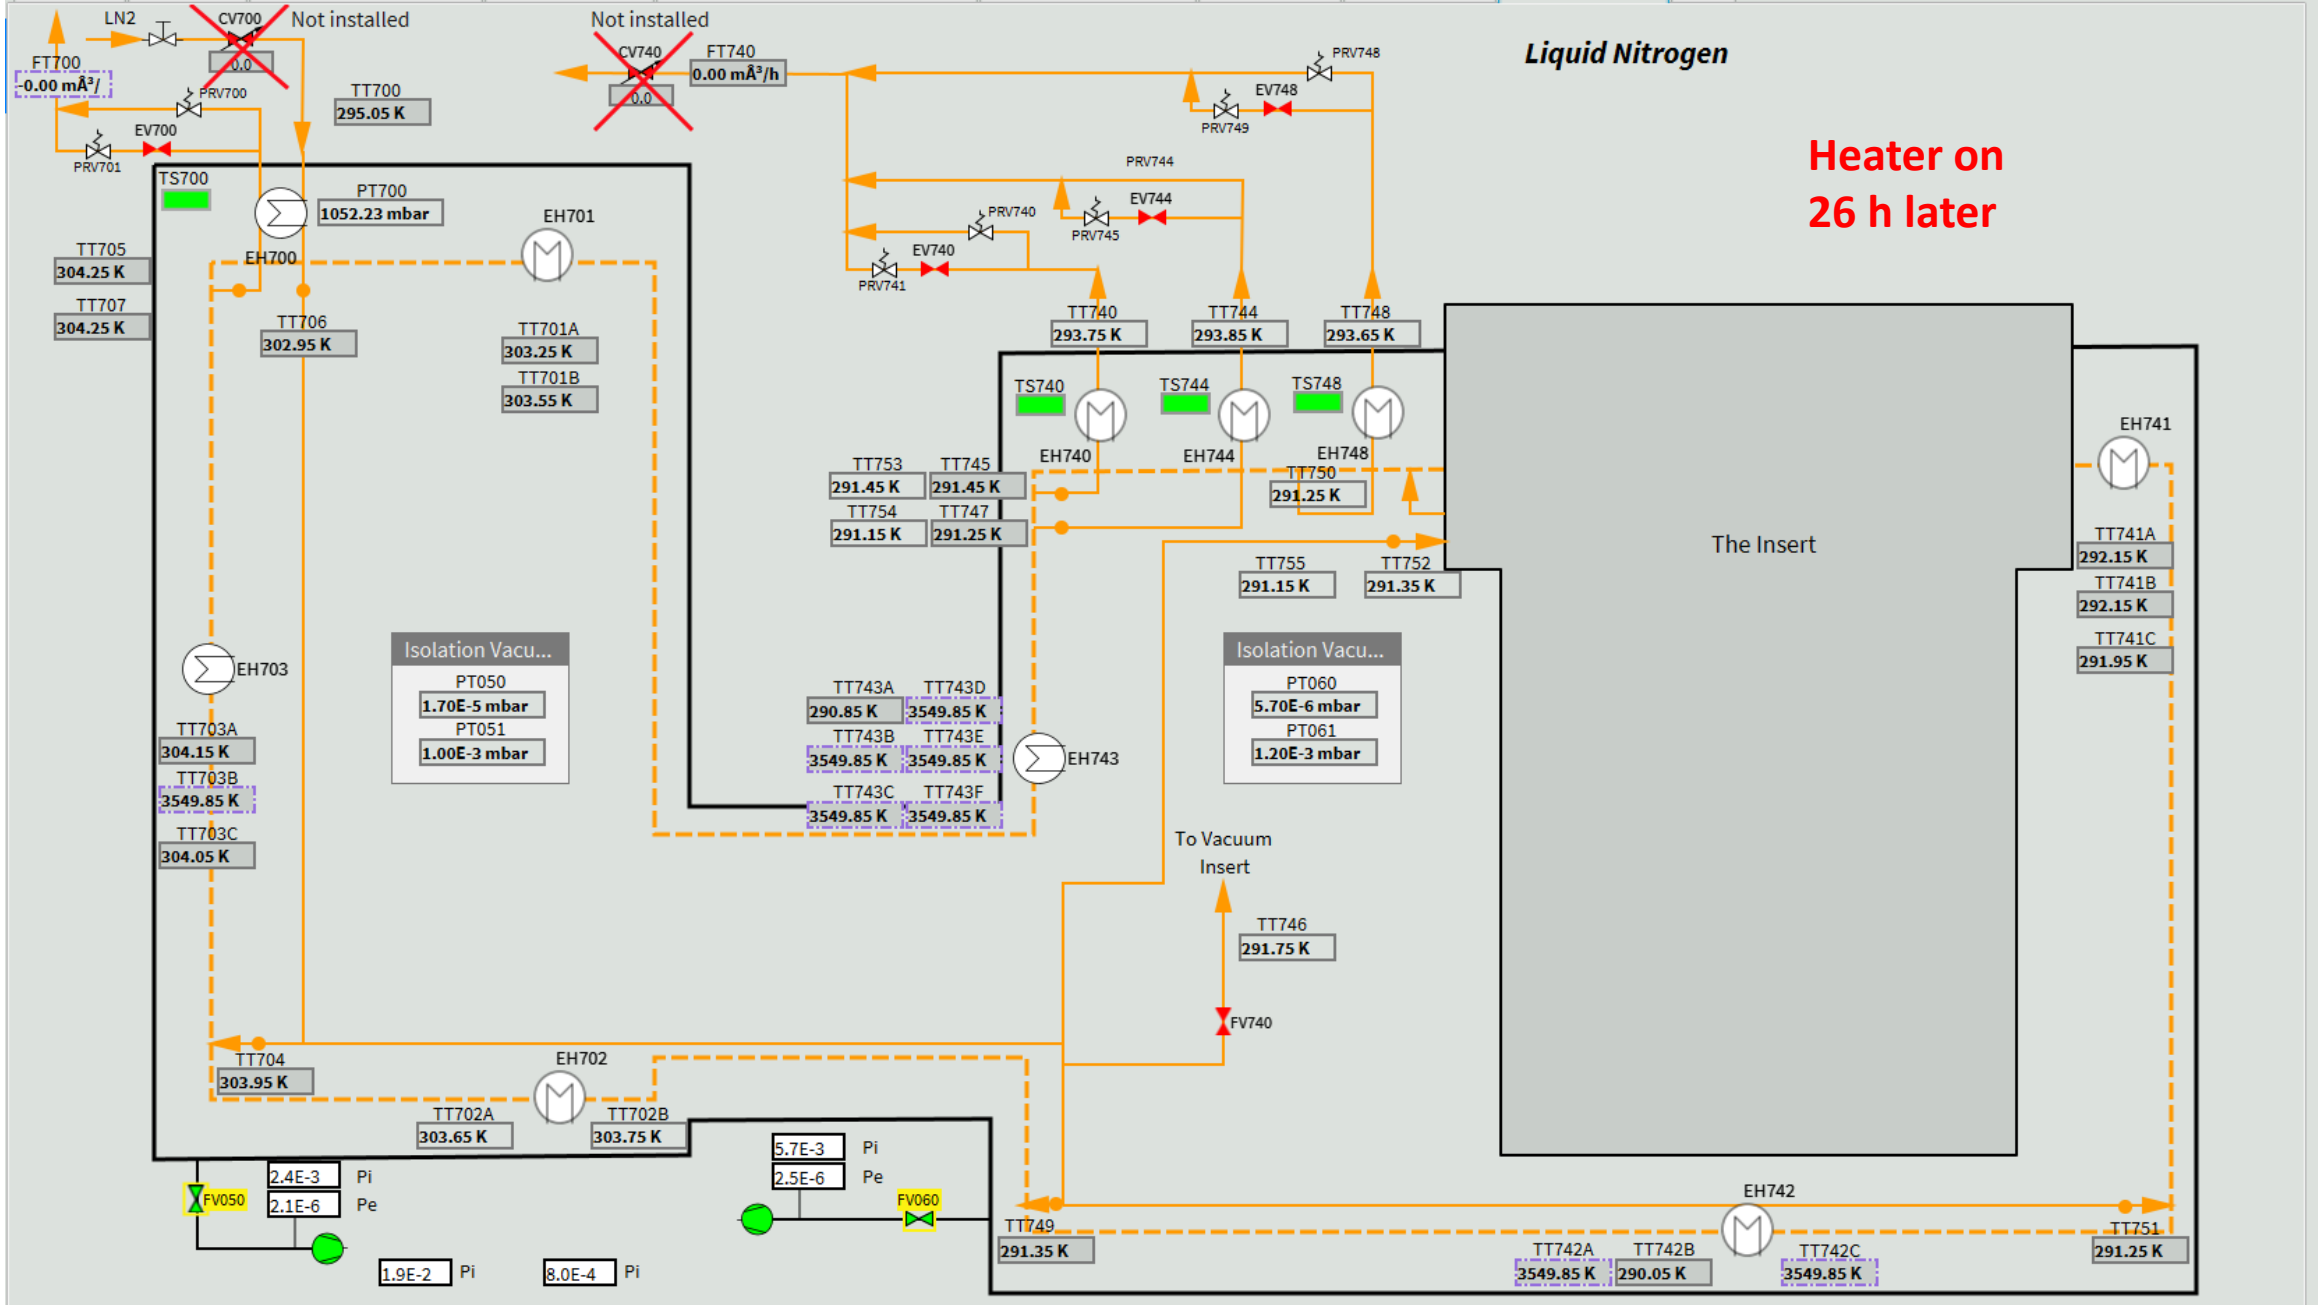 LN2
CV700
Not installed
0.0
FT700
-0.00 mÅ³/
PRV700
TT700
295.05 K
EV700
PRV701
Not installed
CV740
0.0
FT740
0.00 mÅ³/h
PRV748
EV748
PRV749
Liquid Nitrogen
Heater on
26 h later
PRV744
EV744
PRV745
PRV740
EV740
PRV741
TS700
PT700
1052.23 mbar
EH700
EH701
TT705
304.25 K
TT707
304.25 K
TT706
302.95 K
TT701A
303.25 K
TT701B
303.55 K
TT740
293.75 K
TT744
293.85 K
TT748
293.65 K
TS740
TS744
TS748
EH740
EH744
EH748
TT753
291.45 K
TT745
291.45 K
TT754
291.15 K
TT747
291.25 K
TT750
291.25 K
TT755
291.15 K
TT752
291.35 K
The Insert
EH741
TT741A
292.15 K
TT741B
292.15 K
TT741C
291.95 K
EH703
TT703A
304.15 K
TT703B
3549.85 K
TT703C
304.05 K
Isolation Vacu...
PT050
1.70E-5 mbar
PT051
1.00E-3 mbar
TT743A
290.85 K
TT743D
3549.85 K
TT743B
3549.85 K
TT743E
3549.85 K
TT743C
3549.85 K
TT743F
3549.85 K
EH743
Isolation Vacu...
PT060
5.70E-6 mbar
PT061
1.20E-3 mbar
To Vacuum
Insert
TT746
291.75 K
FV740
TT704
303.95 K
EH702
TT702A
303.65 K
TT702B
303.75 K
FV050
2.4E-3 Pi
2.1E-6 Pe
1.9E-2 Pi
8.0E-4 Pi
5.7E-3 Pi
2.5E-6 Pe
FV060
TT749
291.35 K
EH742
TT742A
3549.85 K
TT742B
290.05 K
TT742C
3549.85 K
TT751
291.25 K